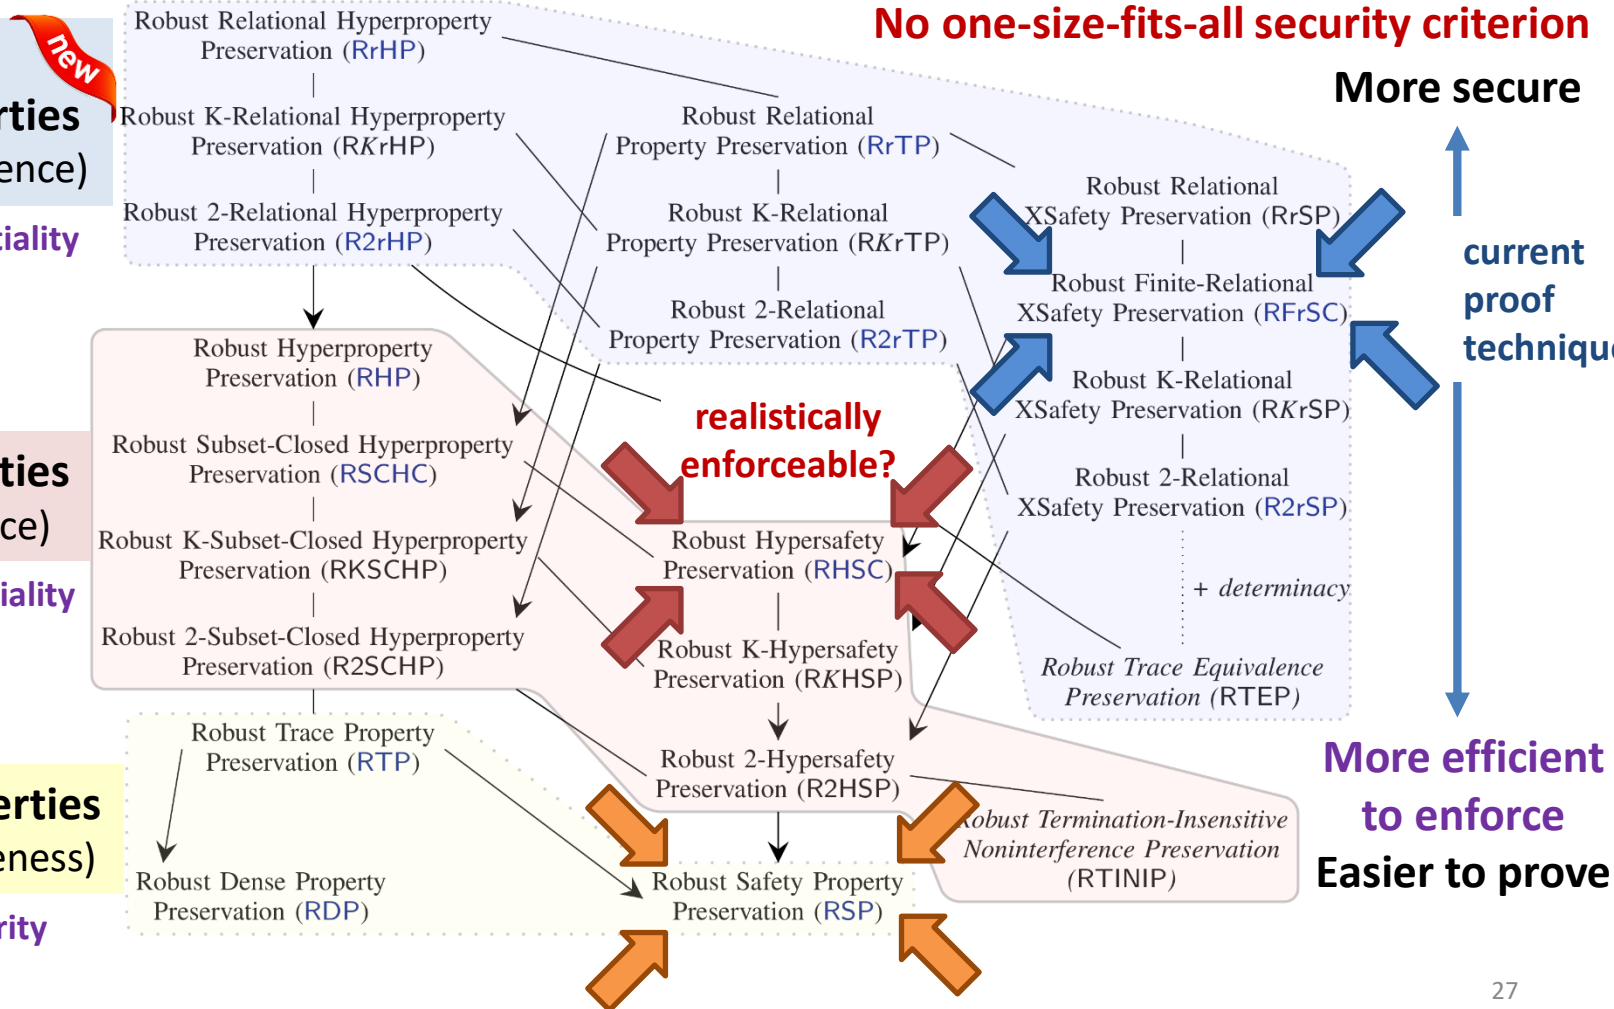 No one-size-fits-all security criterion
new
Robust Relational Hyperproperty
Preservation (RrHP)
Robust K-Relational Hyperproperty
Preservation (RKrHP)
Robust 2-Relational Hyperproperty
Preservation (R2rHP)
Robust Relational
Property Preservation (RrTP)
Robust K-Relational
Property Preservation (RKrTP)
Robust 2-Relational
Property Preservation (R2rTP)
Robust Relational
XSafety Preservation (RrSP)
Robust Finite-Relational
XSafety Preservation (RFrSC)
Robust K-Relational
XSafety Preservation (RKrSP)
Robust 2-Relational
XSafety Preservation (R2rSP)
+ determinacy
Robust Trace Equivalence
Preservation (RTEP)
Robust Hyperproperty
Preservation (RHP)
Robust Subset-Closed Hyperproperty
Preservation (RSCHC)
Robust K-Subset-Closed Hyperproperty
Preservation (RKSCHP)
Robust 2-Subset-Closed Hyperproperty
Preservation (R2SCHP)
realistically
enforceable?
Robust Hypersafety
Preservation (RHSC)
Robust K-Hypersafety
Preservation (RKHSP)
Robust 2-Hypersafety
Preservation (R2HSP)
obust Termination-Insensitive
Noninterference Preservation
(RTINIP)
Robust Trace Property
Preservation (RTP)
Robust Dense Property
Preservation (RDP)
Robust Safety Property
Preservation (RSP)
rties
ence)
tiality
ties
ce)
iality
erties
eness)
rity
More secure
current
proof
techniqu
More efficient
to enforce
Easier to prove
27